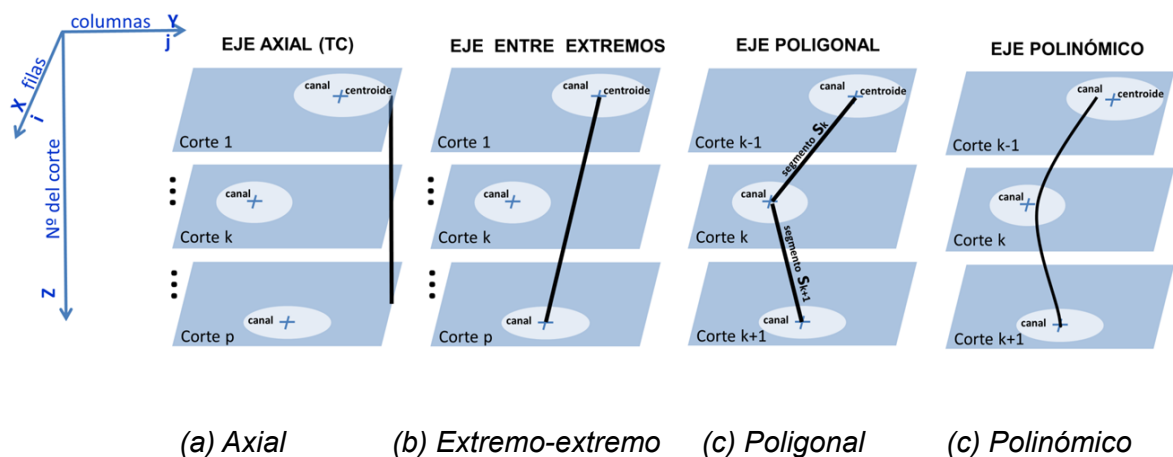 columnas Y
j
X filas
i
Nº del corte
Z
EJE AXIAL (TC)
canal
centroide
Corte 1
canal
Corte k
canal
Corte p
EJE ENTRE EXTREMOS
canal
centroide
Corte 1
canal
Corte k
canal
Corte p
EJE POLIGONAL
canal
centroide
Corte k-1
segmento Sk
canal
Corte k
segmento Sk+1
canal
Corte k+1
EJE POLINÓMICO
canal
centroide
Corte k-1
canal
Corte k
canal
Corte k+1
(a) Axial
(b) Extremo-extremo
(c) Poligonal
(c) Polinómico